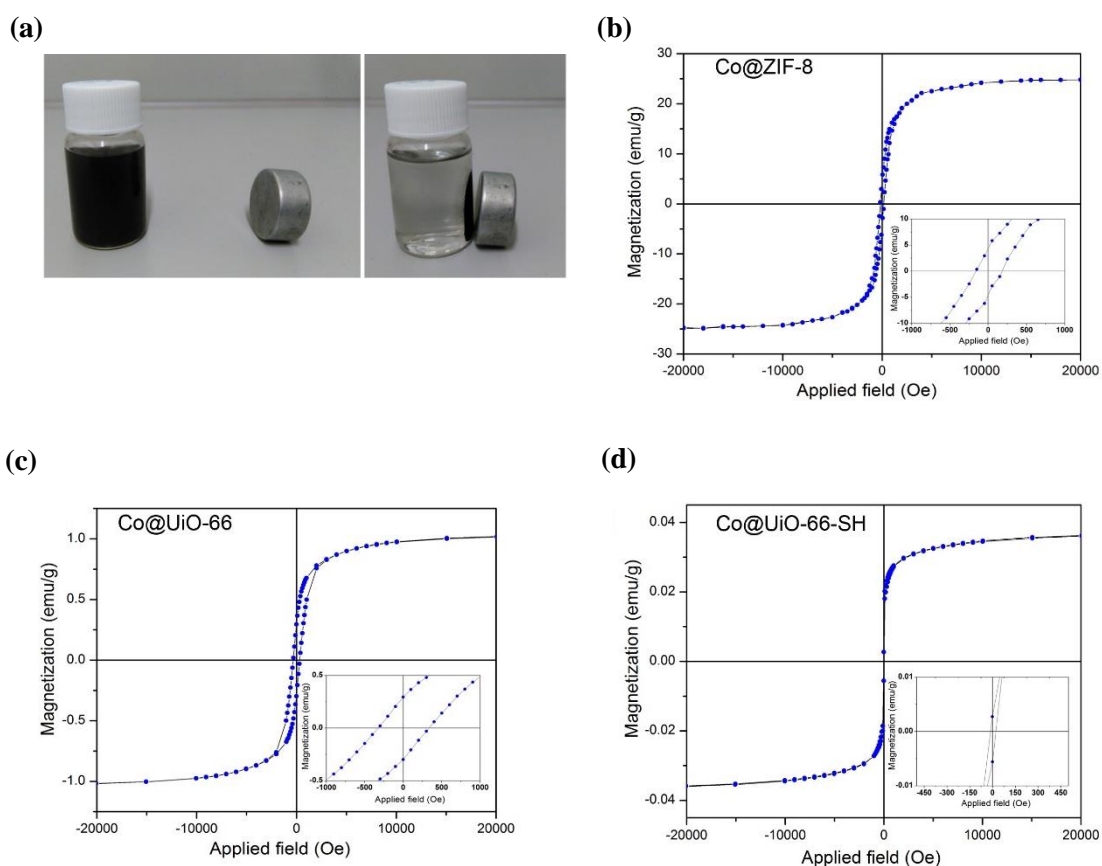 (a)
(b)
Co@ZIF-8
Magnetization (emu/g)
30
20
10
0
-10
-20
-30
-20000 -10000 0 10000 20000
Applied field (Oe)
Magnetization (emu/g)
10
5
0
-5
-10
-1000 -500 0 500 1000
Applied field (Oe)
(c)
Co@UiO-66
Magnetization (emu/g)
1.0
0.5
0.0
-0.5
-1.0
-20000 -10000 0 10000 20000
Applied field (Oe)
Magnetization (emu/g)
0.5
0.0
-0.5
-1000 -500 0 500 1000
Applied field (Oe)
(d)
Co@UiO-66-SH
Magnetization (emu/g)
0.04
0.02
0.00
-0.02
-0.04
-20000 -10000 0 10000 20000
Applied field (Oe)
Magnetization (emu/g)
0.01
0.00
-0.01
-450 -300 -150 0 150 300 450
Applied field (Oe)